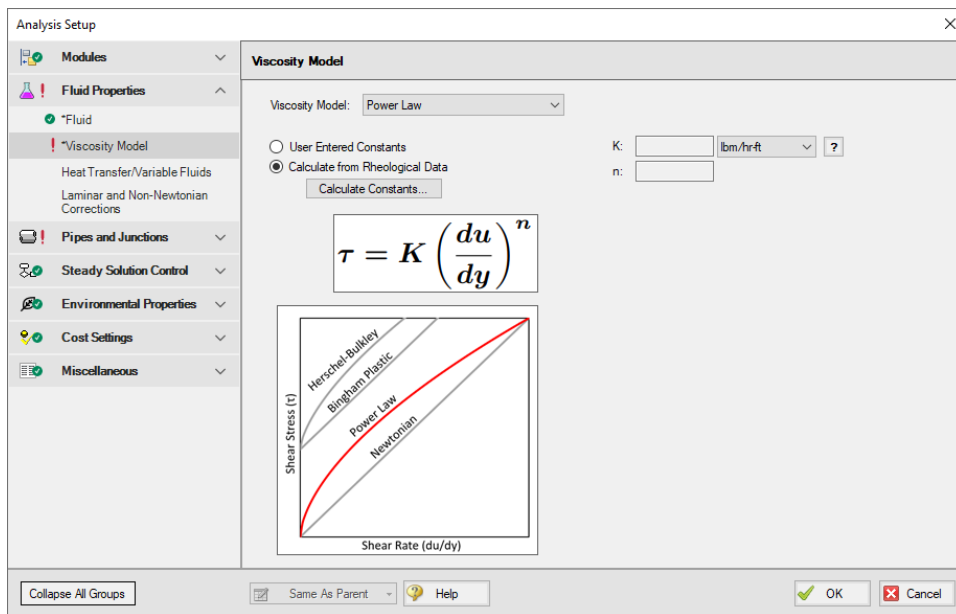 Analysis Setup
Modules
Fluid Properties
*Fluid
*Viscosity Model
Heat Transfer/Variable Fluids
Laminar and Non-Newtonian
Corrections
Pipes and Junctions
Steady Solution Control
Environmental Properties
Cost Settings
Miscellaneous
Collapse All Groups
Viscosity Model
Viscosity Model: Power Law
User Entered Constants
Calculate from Rheological Data
Calculate Constants...
K: lbm/hr-ft ?
n:
τ = K (du/dy)^n
Herschel-Bulkley
Bingham Plastic
Power Law
Newtonian
Shear Stress (τ)
Shear Rate (du/dy)
Same As Parent
Help
OK
Cancel